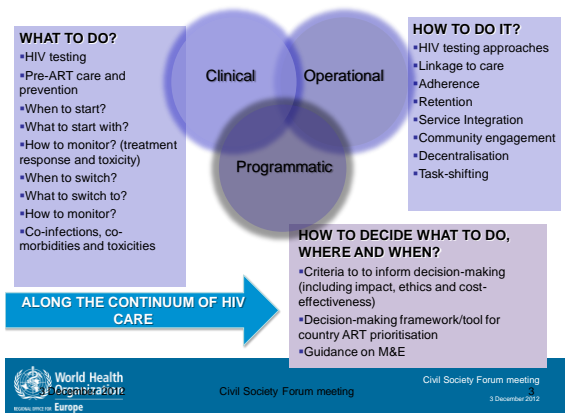 WHAT TO DO?
▪HIV testing
▪Pre-ART care and
prevention
▪When to start?
▪What to start with?
▪How to monitor? (treatment
response and toxicity)
▪When to switch?
▪What to switch to?
▪How to monitor?
▪Co-infections, co-
morbidities and toxicities
Clinical
Operational
Programmatic
HOW TO DO IT?
▪HIV testing approaches
▪Linkage to care
▪Adherence
▪Retention
▪Service Integration
▪Community engagement
▪Decentralisation
▪Task-shifting
HOW TO DECIDE WHAT TO DO,
WHERE AND WHEN?
▪Criteria to to inform decision-making
(including impact, ethics and cost-
effectiveness)
▪Decision-making framework/tool for
country ART prioritisation
▪Guidance on M&E
ALONG THE CONTINUUM OF HIV
CARE
World Health
Organization
REGIONAL OFFICE FOR Europe
3 December 2012
Civil Society Forum meeting
3
Civil Society Forum meeting
3 December 2012